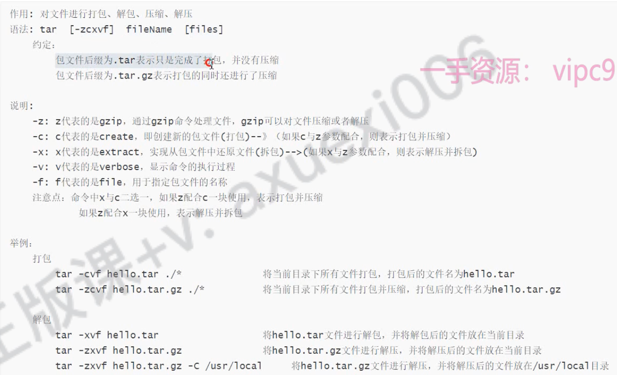 作用: 对文件进行打包、解包、压缩、解压
语法: tar [-zcxvf] fileName [files]
约定:
包文件后缀为.tar表示只是完成了打包, 并没有压缩
包文件后缀为.tar.gz表示打包的同时还进行了压缩
一手资源: vipc9
说明:
-z: z代表的是gzip, 通过gzip命令处理文件, gzip可以对文件压缩或者解压
-c: c代表的是create, 即创建新的包文件(打包)--》(如果c与z参数配合, 则表示打包并压缩)
-x: x代表的是extract, 实现从包文件中还原文件(拆包)-->(如果x与z参数配合, 则表示解压并拆包)
-v: v代表的是verbose, 显示命令的执行过程
-f: f代表的是file, 用于指定包文件的名称
注意点: 命令中x与c二选一, 如果z配合c一块使用, 表示打包并压缩
如果z配合x一块使用, 表示解压并拆包
举例:
打包
tar -cvf hello.tar ./* 将当前目录下所有文件打包, 打包后的文件名为hello.tar
tar -zcvf hello.tar.gz ./* 将当前目录下所有文件打包并压缩, 打包后的文件名为hello.tar.gz
解包
tar -xvf hello.tar 将hello.tar文件进行解包, 并将解包后的文件放在当前目录
tar -zxvf hello.tar.gz 将hello.tar.gz文件进行解压, 并将解压后的文件放在当前目录
tar -zxvf hello.tar.gz -C /usr/local 将hello.tar.gz文件进行解压, 并将解压后的文件放在/usr/local目录
正版课+v: axuexi006